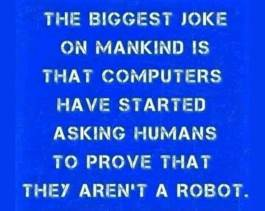 THE BIGGEST JOKE
ON MANKIND IS
THAT COMPUTERS
HAVE STARTED
ASKING HUMANS
TO PROVE THAT
THEY AREN'T A ROBOT.